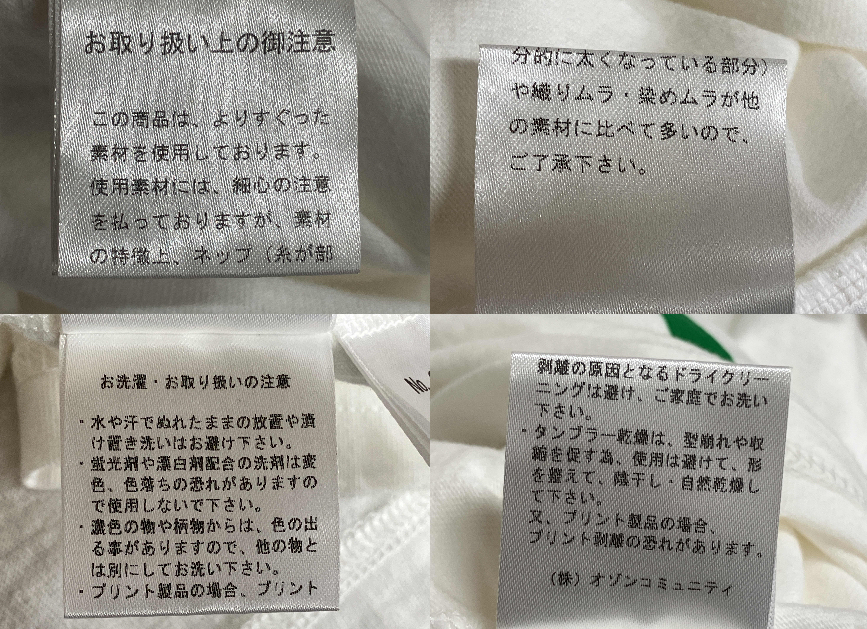 お取り扱い上の御注意
この商品は、よりすぐった
素材を使用しております。
使用素材には、細心の注意
を払っておりますが、素材
の特徴上、ネップ（糸が部
分的に太くなっている部分）
や織りムラ・染めムラが他
の素材に比べて多いので、
ご了承下さい。
お洗濯・お取り扱いの注意
・水や汗でぬれたままの放置や漬
け置き洗いはお避け下さい。
・蛍光剤や漂白剤配合の洗剤は変
色、色落ちの恐れがありますの
で使用しないで下さい。
・濃色の物や柄物からは、色の出
る事がありますので、他の物と
は別にしてお洗い下さい。
・プリント製品の場合、プリント
No.
剥離の原因となるドライクリー
ニングは避け、ご家庭でお洗い
下さい。
・タンブラー乾燥は、型崩れや収
縮を促す為、使用は避けて、形
を整えて、陰干し・自然乾燥し
て下さい。
又、プリント製品の場合、
プリント剥離の恐れがあります。
（株）オゾンコミュニティ